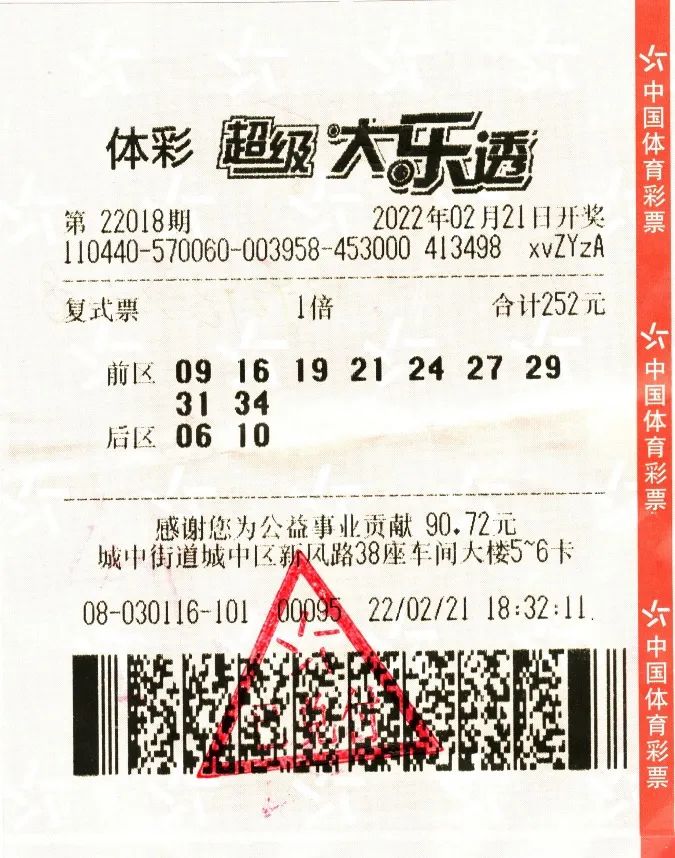 体彩 超级大乐透
第 22018期 2022年02月21日开奖
110440-570060-003958-453000 413498 xvZYzA
复式票 1倍 合计252元
前区 09 16 19 21 24 27 29
31 34
后区 06 10
感谢您为公益事业贡献 90.72元
城中街道城中区新风路38座车间大楼5~6卡
08-030116-101 00095 22/02/21 18:32:11
已兑付
中国体育彩票
中国体育彩票
中国体育彩票